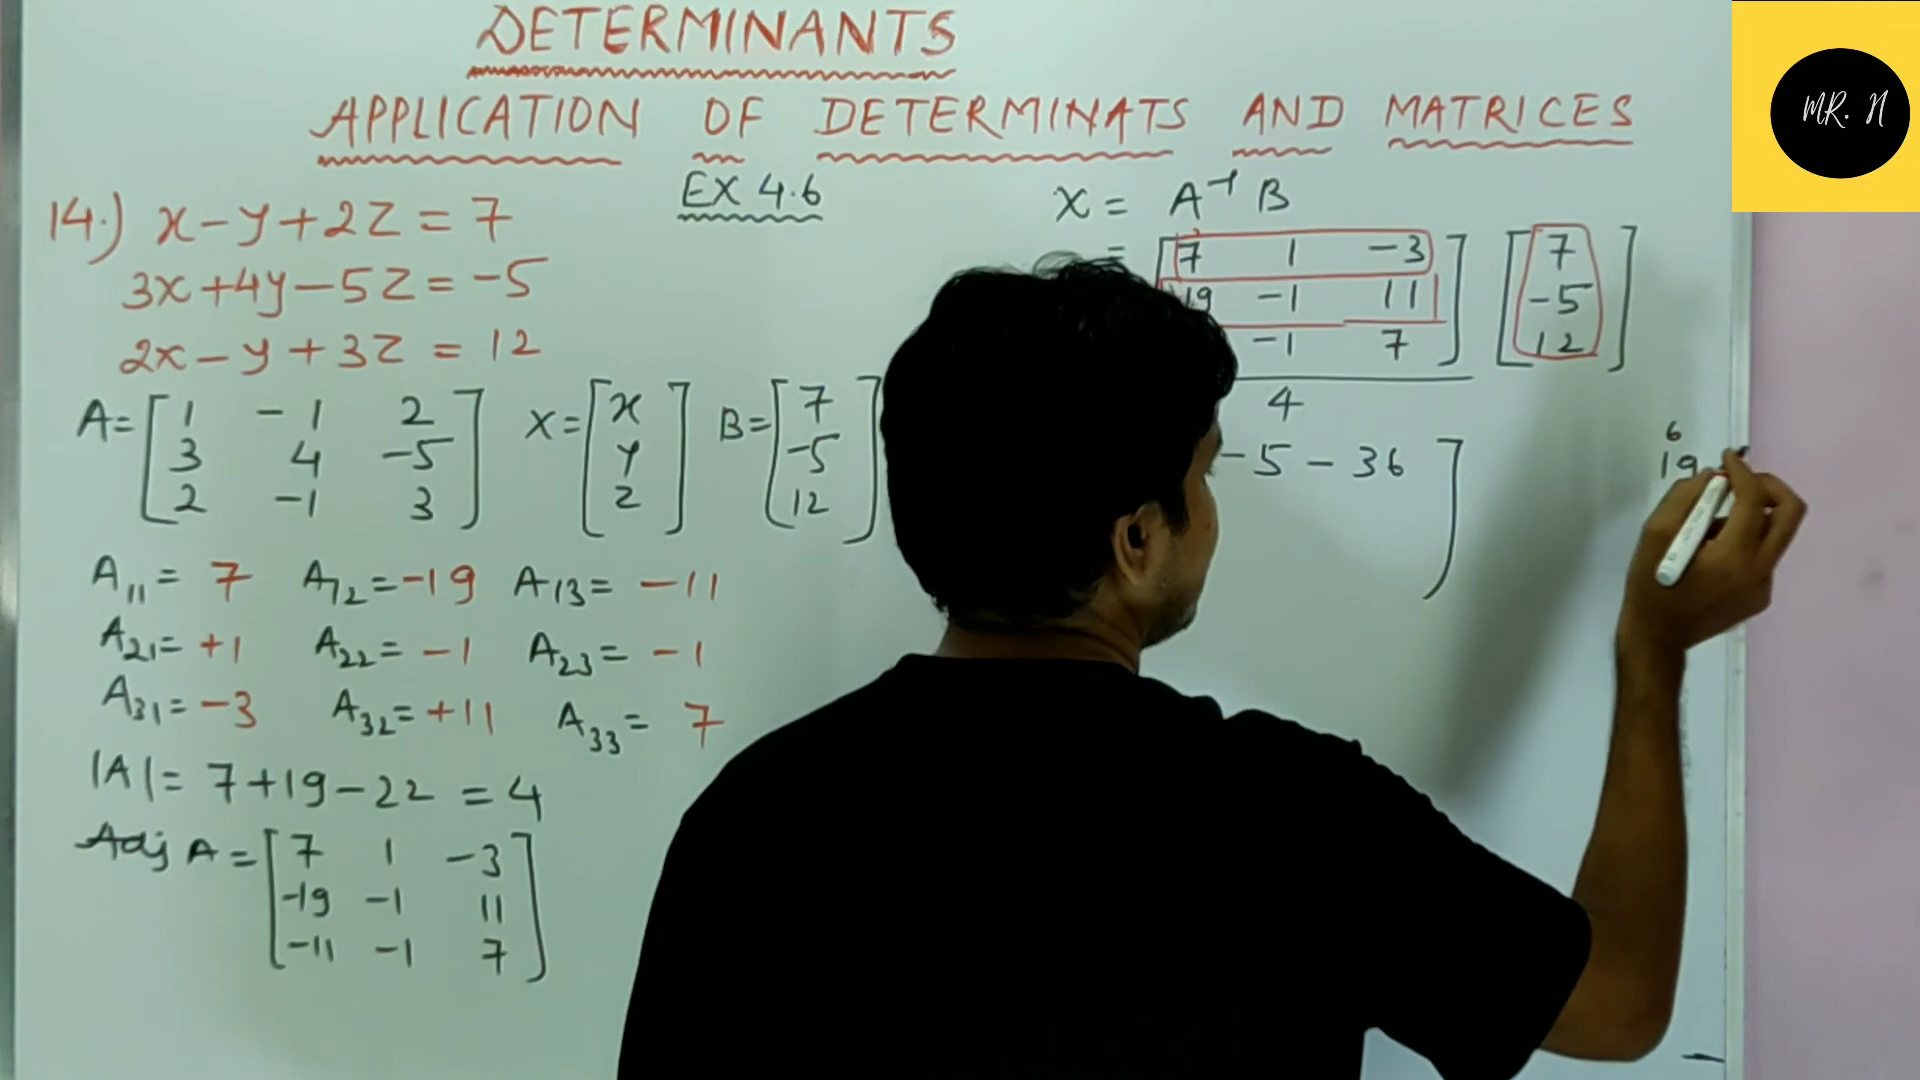 DETERMINANTS
APPLICATION OF DETERMINATS AND MATRICES
MR. N
EX 4.6
14.) x-y+2z=7
3x+4y-5z=-5
2x-y+3z=12
A=[1 -1 2
3 4 -5
2 -1 3]
X=[x
y
z]
B=[7
-5
12]
A11=7 A12=-19 A13=-11
A21=+1 A22=-1 A23=-1
A31=-3 A32=+11 A33=7
|A|=7+19-22=4
Adj A=[7 1 -3
-19 -1 11
-11 -1 7]
X = A⁻¹ B
= [7 1 -3
19 -1 11
-1 7]
[7
-5
12]
4
-5-36]
6
19